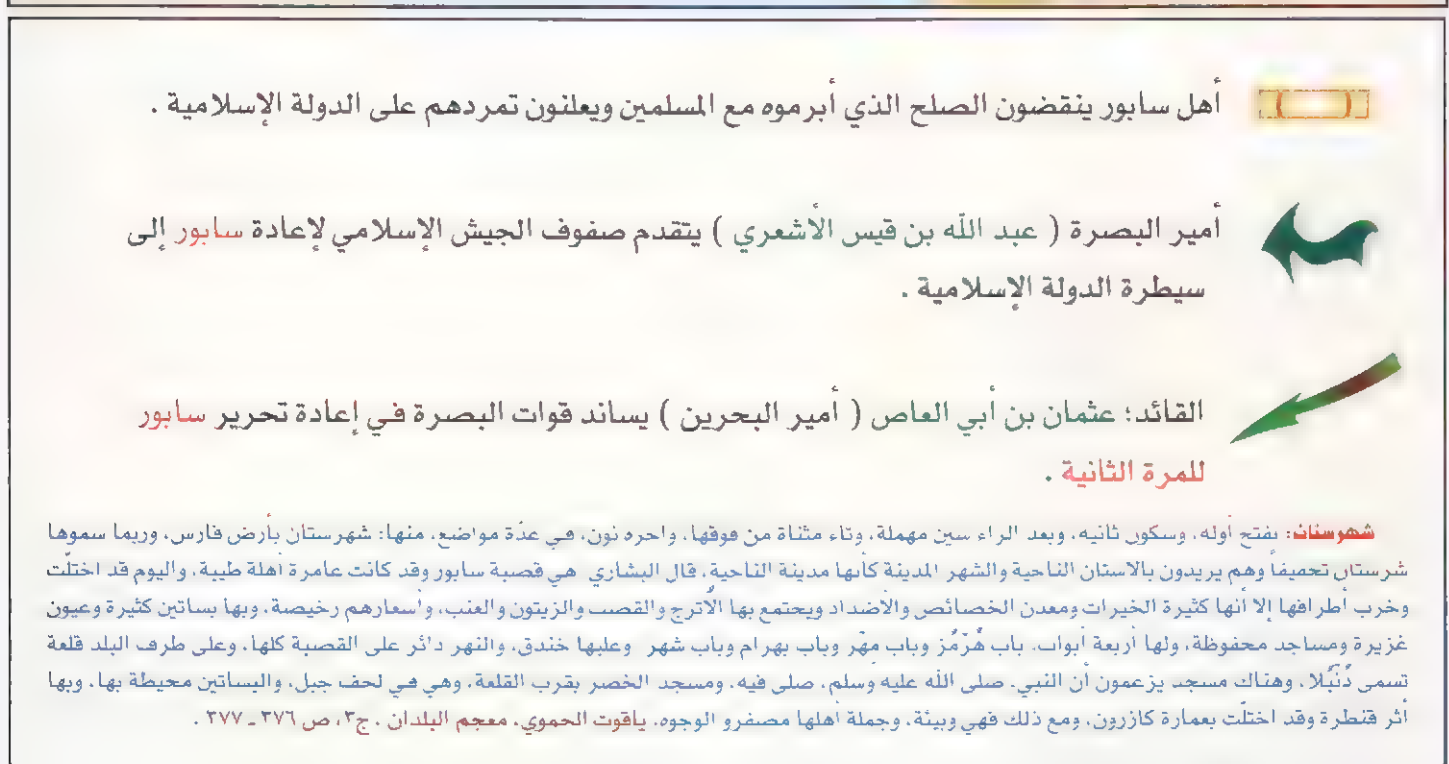 أهل سابور ينقضون الصلح الذي أبرموه مع المسلمين ويعلنون تمردهم على الدولة الإسلامية .
أمير البصرة ( عبد الله بن قيس الأشعري ) يتقدم صفوف الجيش الإسلامي لإعادة سابور إلى
سيطرة الدولة الإسلامية .
القائد؛ عثمان بن أبي العاص ( أمير البحرين ) يساند قوات البصرة في إعادة تحرير سابور
للمرة الثانية .
شهرستان: بفتح أوله، وسكون ثانيه، وبعد الراء سين مهملة، وتاء مثناة من فوقها، واخره نون، في عدّة مواضع، منها: شهرستان بأرض فارس، وربما سموها
شرستان تخفيفاً وهم يريدون بالاستان الناحية والشهر المدينة كأنها مدينة الناحية، قال البشاري هي قصبة سابور وقد كانت عامرة آهلة طيبة، واليوم قد اختلّت
وخرب أطرافها إلا أنها كثيرة الخيرات ومعدن الخصائص والأضداد ويجتمع بها الأترج والقصب والزيتون والعنب، وأسعارهم رخيصة، وبها بساتين كثيرة وعيون
غزيرة ومساجد محفوظة، ولها أربعة أبواب، باب هُرْمُز وباب مهْر وباب بهرام وباب شهر وعليها خندق، والنهر دائر على القصبة كلها، وعلى طرف البلد قلعة
تسمى دُنْبُلا، وهناك مسجد يزعمون أن النبي، صلى الله عليه وسلم، صلى فيه، ومسجد الخضر بقرب القلعة، وهي في لحف جبل، والبساتين محيطة بها، وبها
أثر قنطرة وقد اختلّت بعمارة كازرون، ومع ذلك فهي وبيئة، وجملة أهلها مصفرو الوجوه. ياقوت الحموي، معجم البلدان . ج٣، ص ٣٧٦ ـ ٣٧٧ .